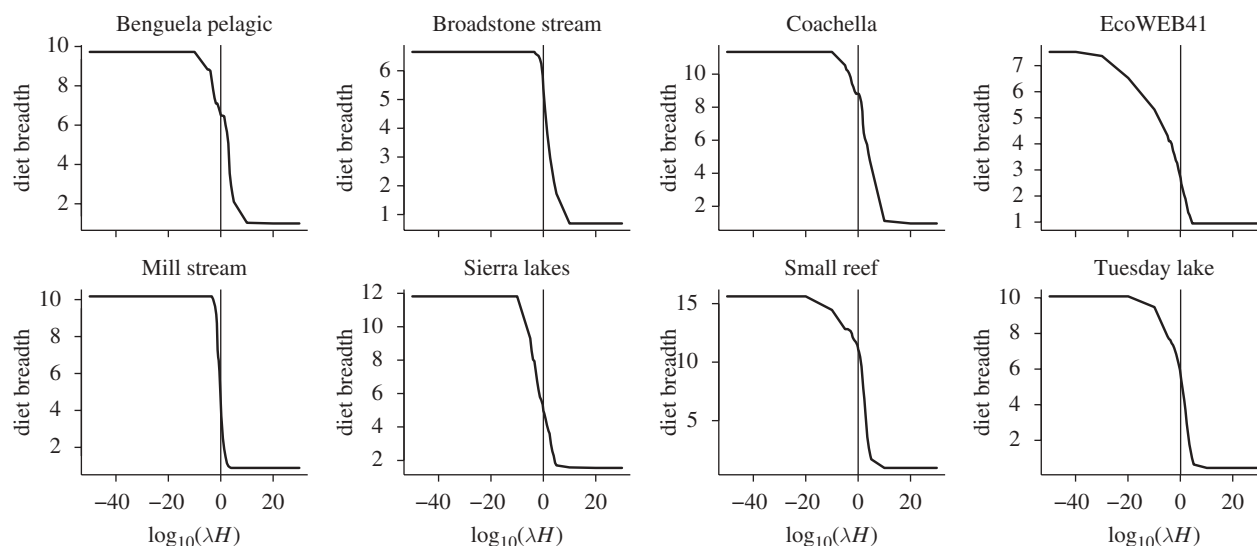 Benguela pelagic
Broadstone stream
Coachella
EcoWEB41
diet breadth
10
8
6
4
2
diet breadth
6
5
4
3
2
1
diet breadth
10
8
6
4
2
diet breadth
7
6
5
4
3
2
1
Mill stream
Sierra lakes
Small reef
Tuesday lake
diet breadth
10
8
6
4
2
diet breadth
12
10
8
6
4
2
diet breadth
15
10
5
diet breadth
10
8
6
4
2
−40 −20 0 20
−40 −20 0 20
−40 −20 0 20
−40 −20 0 20
log10(λH)
log10(λH)
log10(λH)
log10(λH)